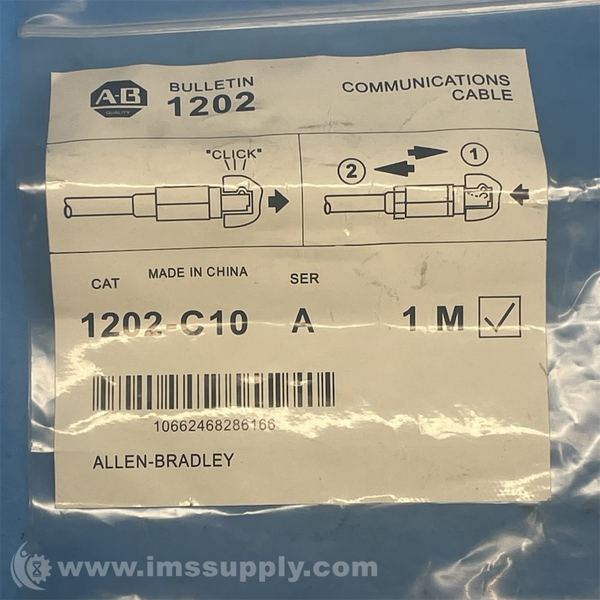 A-B
QUALITY
BULLETIN
1202
COMMUNICATIONS
CABLE
"CLICK"
2
1
CAT
MADE IN CHINA
SER
1202-C10
A
1 M
10662468286166
ALLEN-BRADLEY
www.imssupply.com